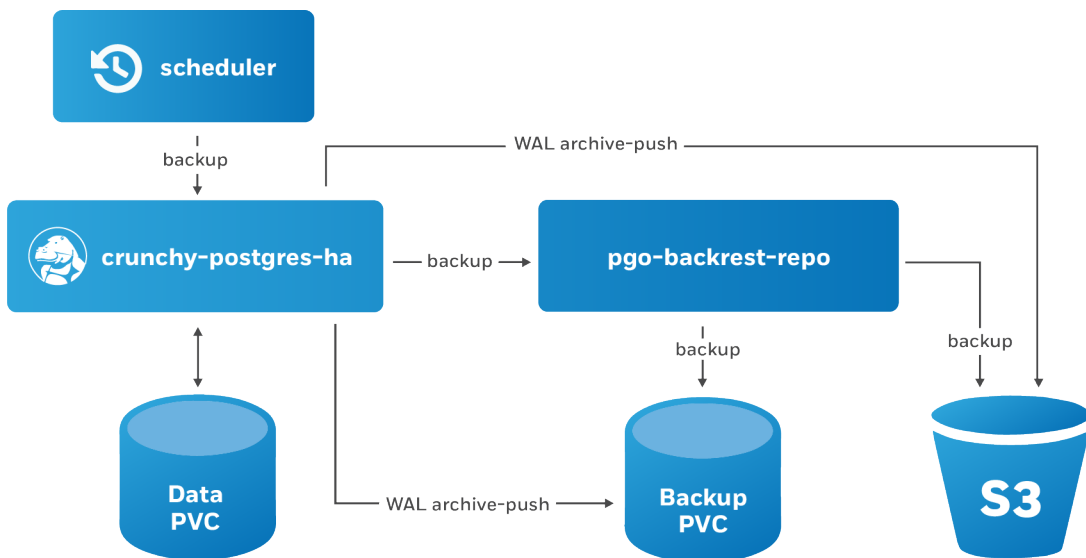 scheduler
WAL archive-push
backup
crunchy-postgres-ha
backup
pgo-backrest-repo
backup
backup
Data
PVC
WAL archive-push
Backup
PVC
S3